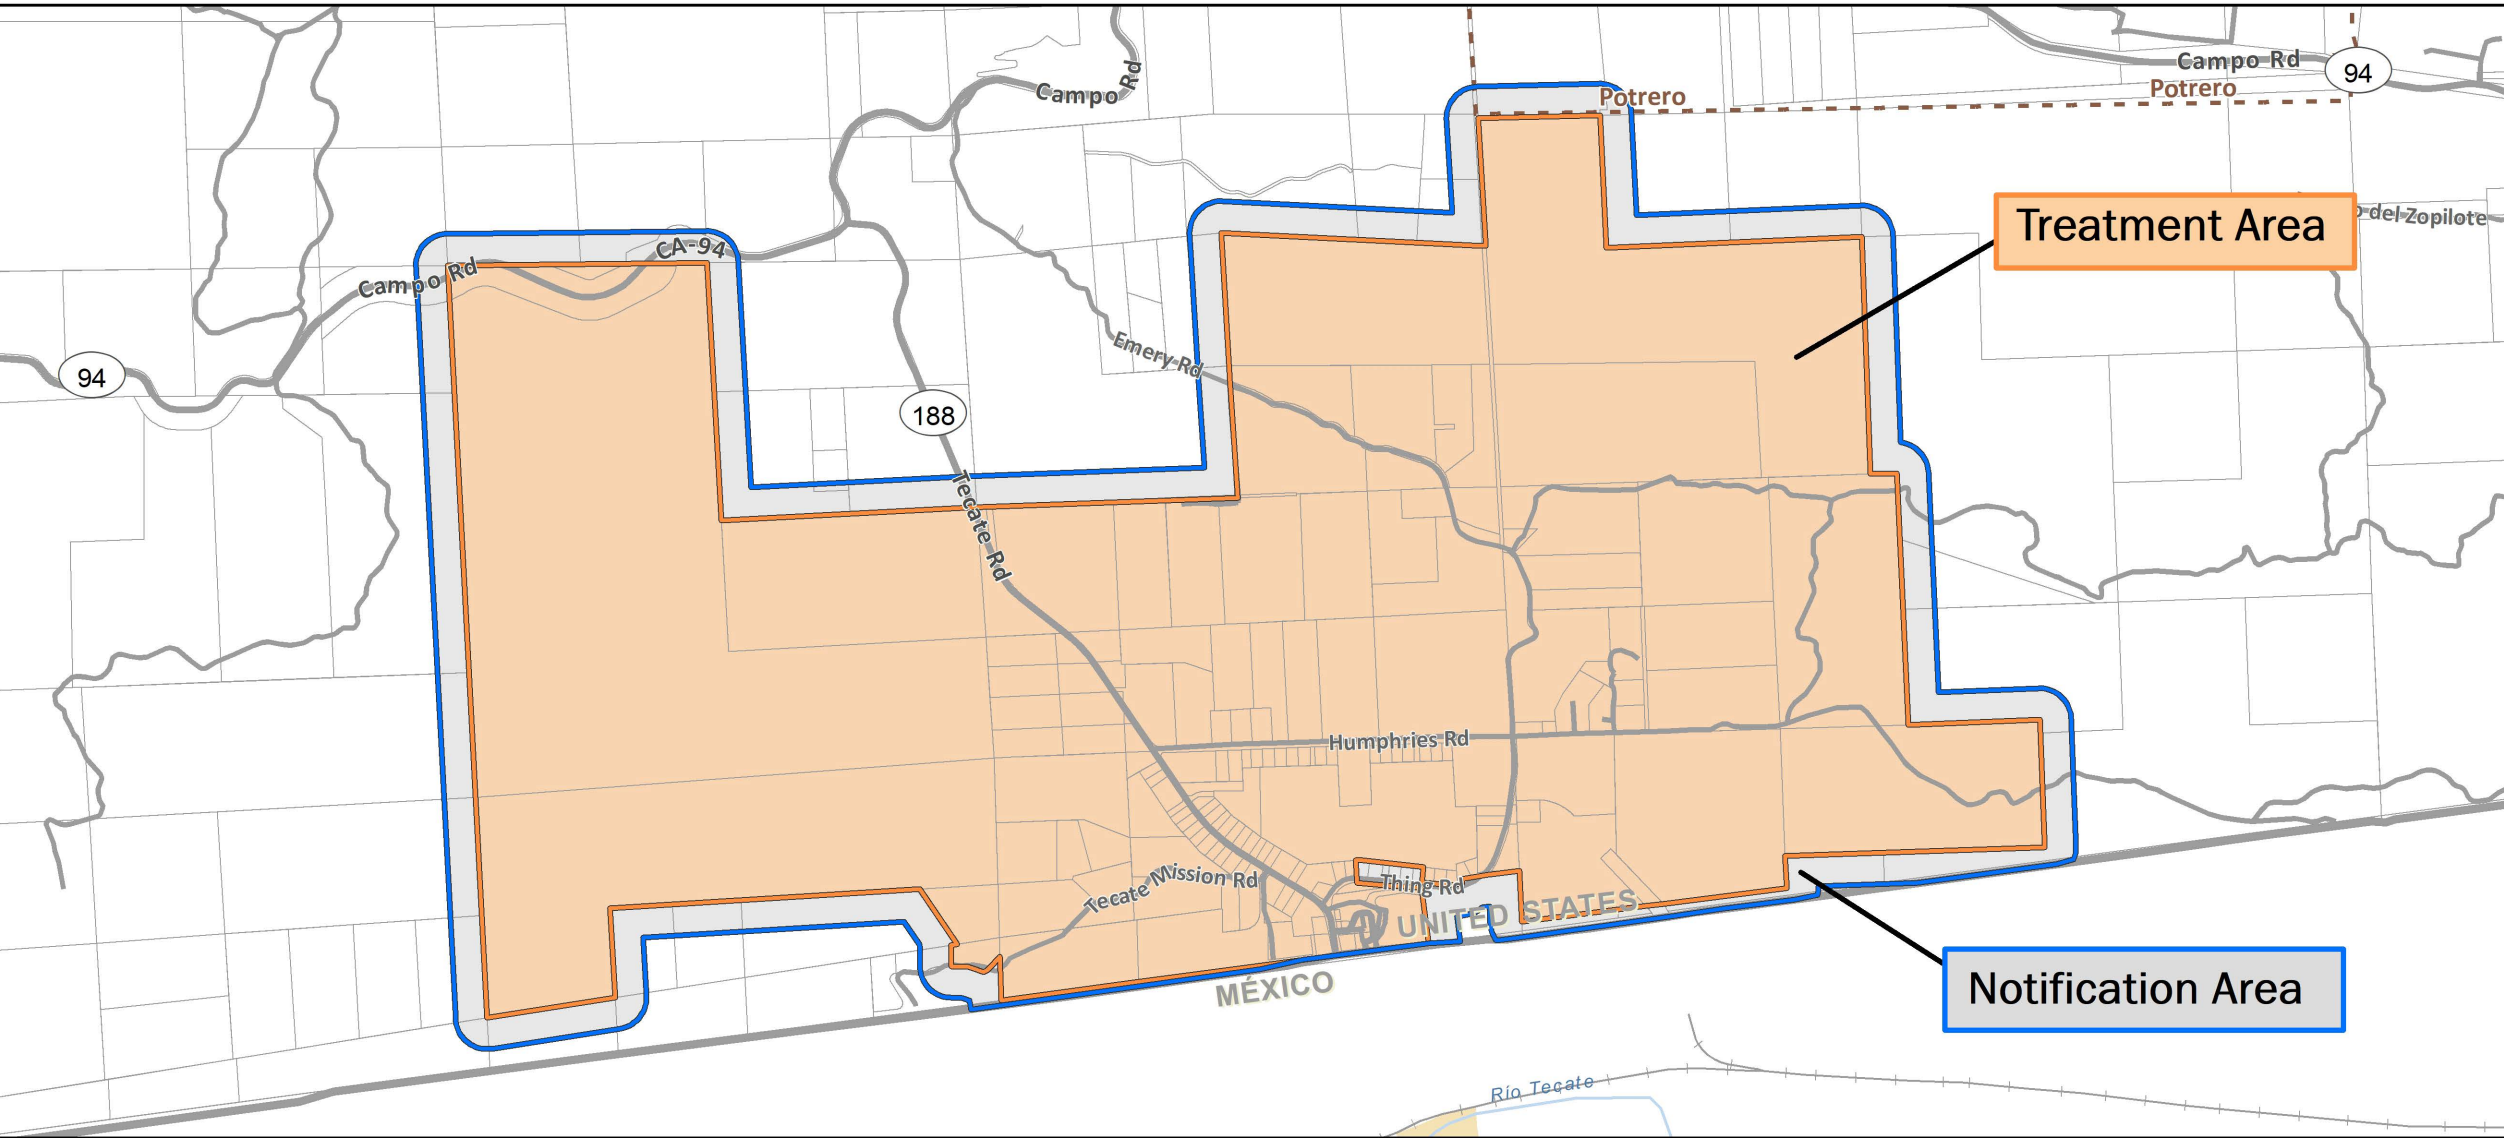 Campo Rd
94
Campo Rd
Potrero
Potrero
Treatment Area
del Zopilote
CA-94
Campo Rd
Emery Rd
94
188
Tecate Rd
Humphries Rd
Tecate Mission Rd
Thing Rd
UNITED STATES
MÉXICO
Notification Area
Río Tecate